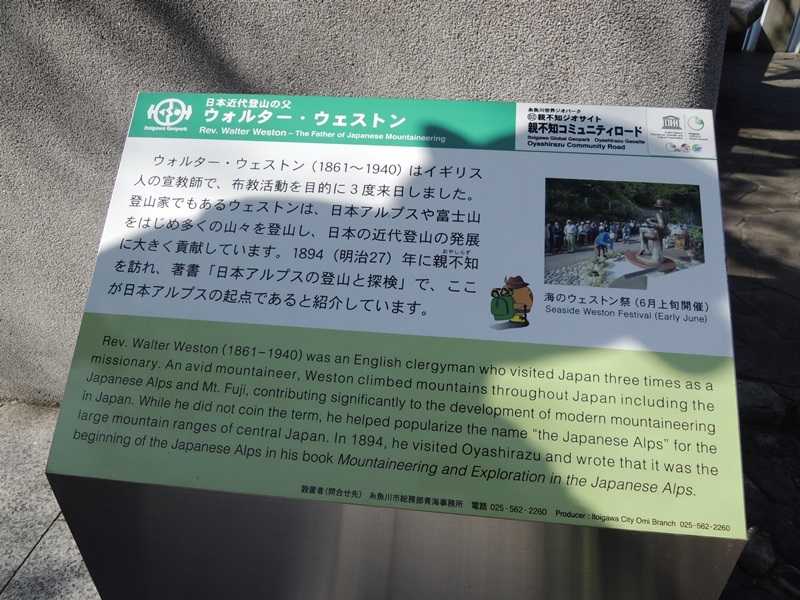 日本近代登山の父
ウォルター・ウェストン
Rev. Walter Weston – The Father of Japanese Mountaineering
Itoigawa Geopark
糸魚川世界ジオパーク
親不知ジオサイト
親不知コミュニティロード
Itoigawa Global Geopark Oyashirazu Geosite
Oyashirazu Community Road
ウォルター・ウェストン(1861～1940)はイギリス
人の宣教師で、布教活動を目的に3度来日しました。
登山家でもあるウェストンは、日本アルプスや富士山
をはじめ多くの山々を登山し、日本の近代登山の発展
に大きく貢献しています。1894(明治27)年に親不知
おやしらず
を訪れ、著書「日本アルプスの登山と探検」で、ここ
が日本アルプスの起点であると紹介しています。
海のウェストン祭(6月上旬開催)
Seaside Weston Festival (Early June)
Rev. Walter Weston (1861–1940) was an English clergyman who visited Japan three times as a
missionary. An avid mountaineer, Weston climbed mountains throughout Japan including the
Japanese Alps and Mt. Fuji, contributing significantly to the development of modern mountaineering
in Japan. While he did not coin the term, he helped popularize the name “the Japanese Alps” for the
large mountain ranges of central Japan. In 1894, he visited Oyashirazu and wrote that it was the
beginning of the Japanese Alps in his book Mountaineering and Exploration in the Japanese Alps.
設置者(問合せ先) 糸魚川市総務部青海事務所 電話 025-562-2260 Producer : Itoigawa City Omi Branch 025-562-2260